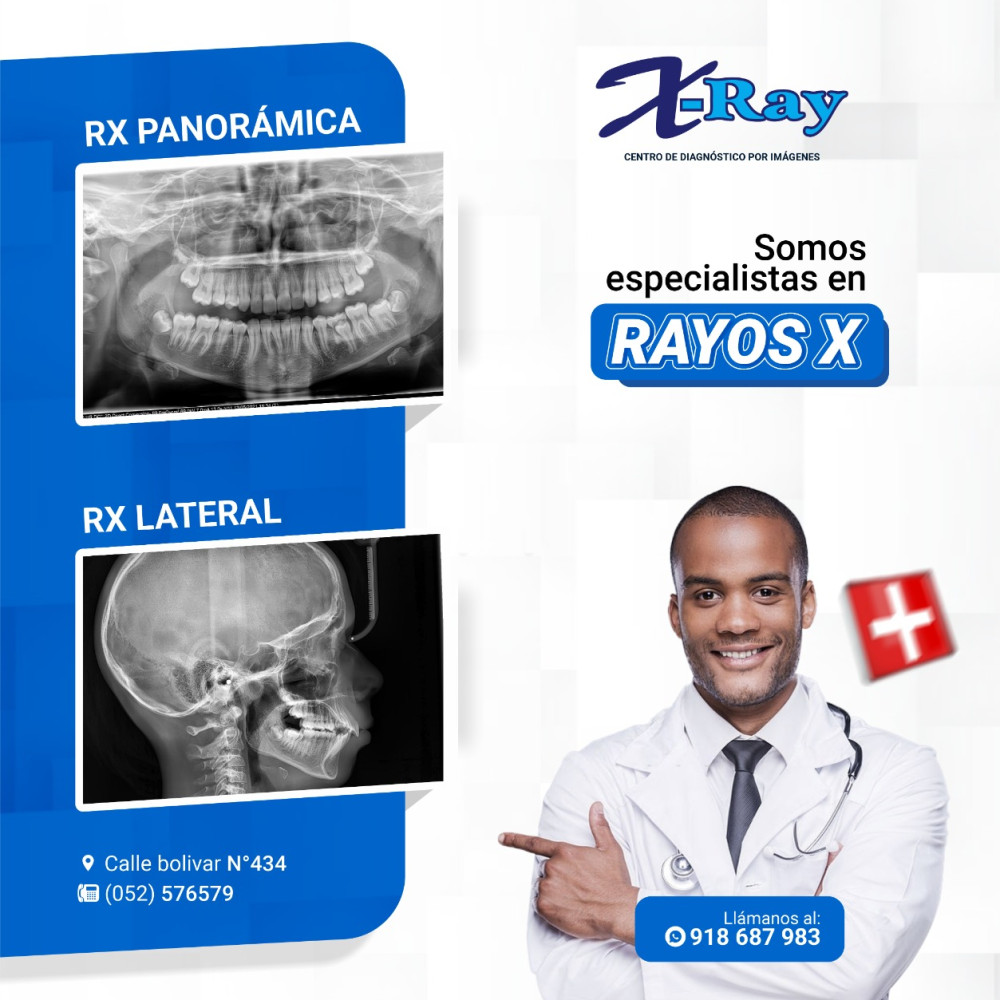 RX PANORÁMICA
RX LATERAL
Calle bolivar N°434
(052) 576579
X-Ray
CENTRO DE DIAGNÓSTICO POR IMÁGENES
Somos
especialistas en
RAYOS X
Llámanos al:
918 687 983